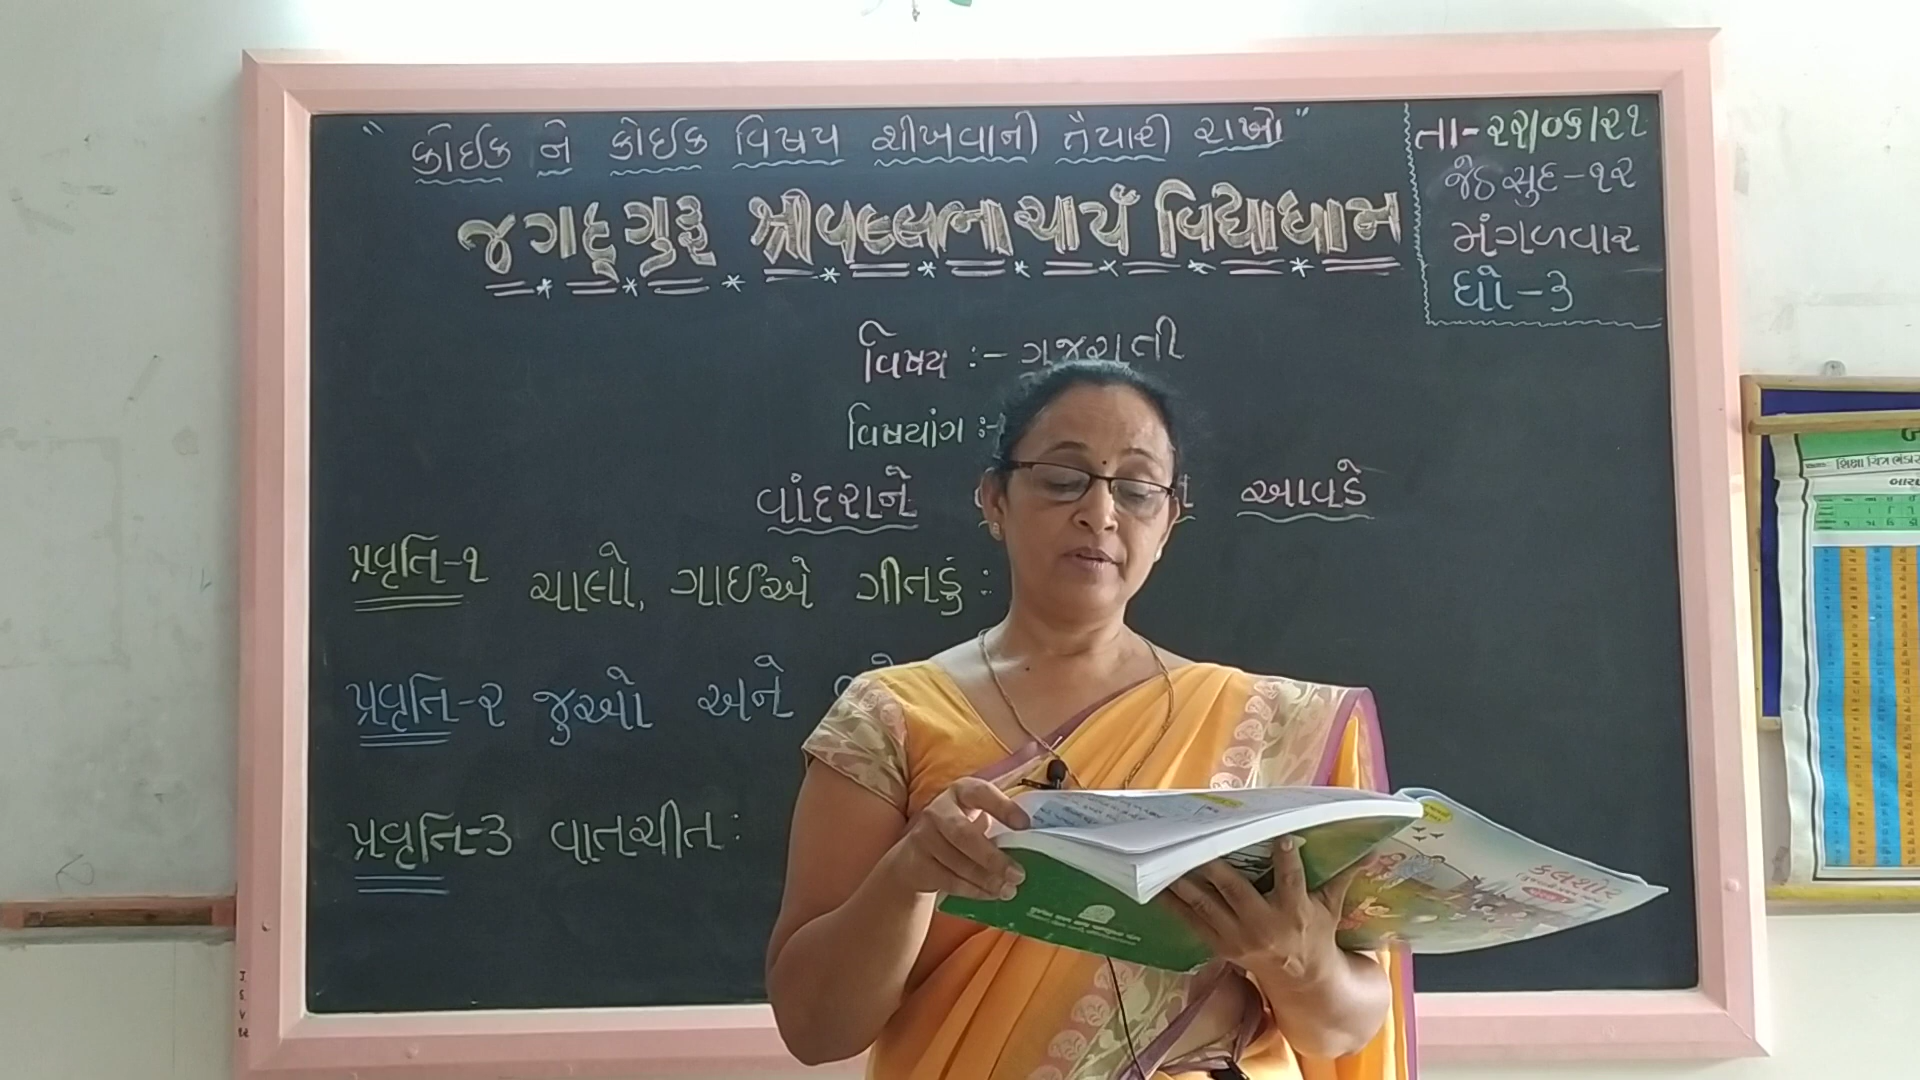 "કોઈક ને કોઈક વિષય શીખવાની તૈયારી રાખો"
તા-૨૨/૦૬/૨૧
જેઠ સુદ-૧૨
મંગળવાર
ધો-૩
જગદ્ગુરૂ શ્રીવલ્લભાચાર્ય વિદ્યાધામ
વિષય :- ગુજરાતી
વિષયાંગ :-
વાંદરાને આવડે
પ્રવૃતિ-૧ ચાલો, ગાઈએ ગીતડું :
પ્રવૃતિ-૨ જુઓ અને
પ્રવૃતિ-૩ વાતચીત :
કલશોર
શિક્ષા ચિત્ર ભંડાર
J.
S.
V.